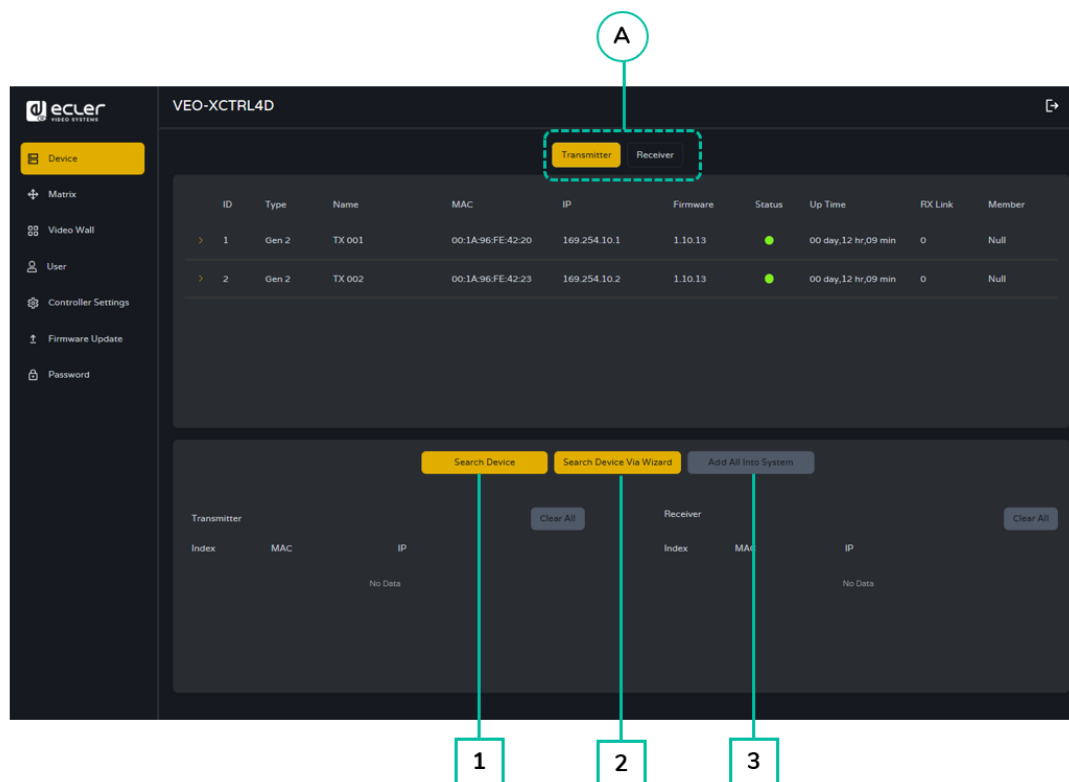 A
ecler
VIDEO SYSTEMS
VEO-XCTRL4D
Device
Matrix
Video Wall
User
Controller Settings
Firmware Update
Password
Transmitter Receiver
ID Type Name MAC IP Firmware Status Up Time RX Link Member
> 1 Gen 2 TX 001 00:1A:96:FE:42:20 169.254.10.1 1.10.13 00 day,12 hr,09 min 0 Null
> 2 Gen 2 TX 002 00:1A:96:FE:42:23 169.254.10.2 1.10.13 00 day,12 hr,09 min 0 Null
Search Device Search Device Via Wizard Add All Into System
Transmitter Clear All
Index MAC IP
No Data
Receiver Clear All
Index MAC IP
No Data
1 2 3